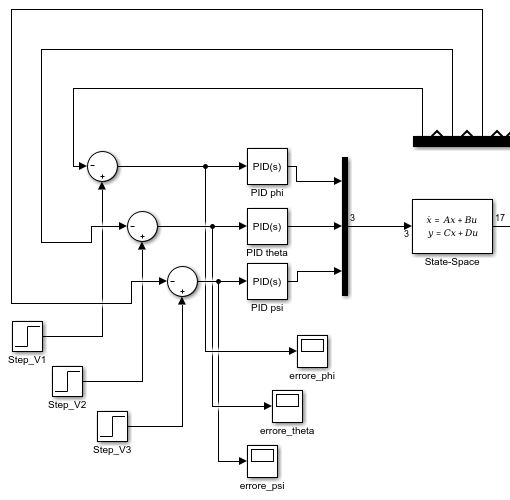 PID(s)
PID phi
PID(s)
PID theta
PID(s)
PID psi
3
3
ẋ = Ax + Bu
y = Cx + Du
17
State-Space
Step_V1
Step_V2
Step_V3
errore_phi
errore_theta
errore_psi